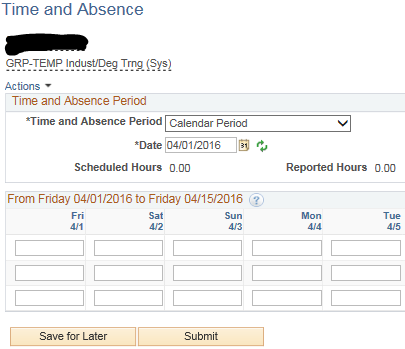 Time and Absence
GRP-TEMP Indust/Deg Trng (Sys)
Actions
Time and Absence Period
*Time and Absence Period Calendar Period
*Date 04/01/2016 31
Scheduled Hours 0.00 Reported Hours 0.00
From Friday 04/01/2016 to Friday 04/15/2016 ?
Fri Sat Sun Mon Tue
4/1 4/2 4/3 4/4 4/5
Save for Later Submit